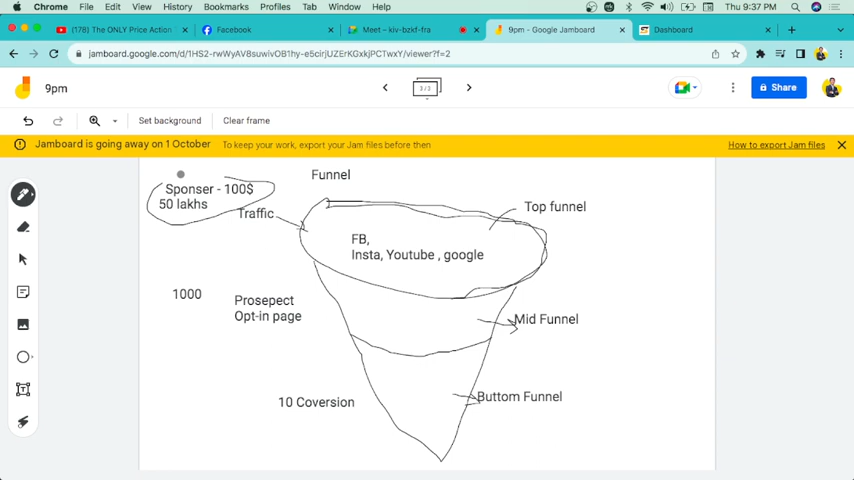 Chrome File Edit View History Bookmarks Profiles Tab Window Help Thu 9:37 PM
(178) The ONLY Price Action
Facebook
Meet – kiv-bzkf-fra
9pm - Google Jamboard
Dashboard
jamboard.google.com/d/1HS2-rwWyAV8suwivOB1hy-e5cirjUZErKGxkjPCTwxY/viewer?f=2
9pm
3/3
Share
Set background
Clear frame
Jamboard is going away on 1 October To keep your work, export your Jam files before then How to export Jam files
Funnel
Sponser - 100$
50 lakhs
Traffic
Top funnel
FB,
Insta, Youtube , google
1000
Prosepect
Opt-in page
Mid Funnel
10 Coversion
Buttom Funnel